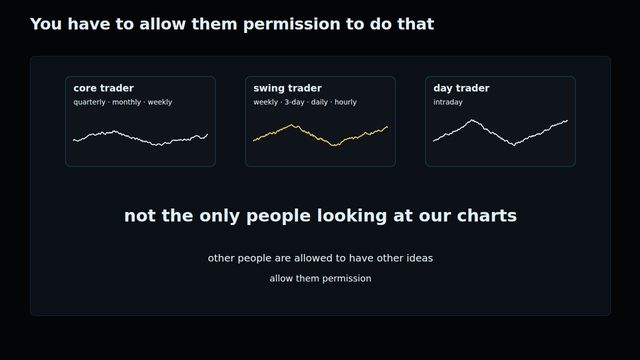 You have to allow them permission to do that
core trader
quarterly · monthly · weekly
swing trader
weekly · 3-day · daily · hourly
day trader
intraday
not the only people looking at our charts
other people are allowed to have other ideas
allow them permission